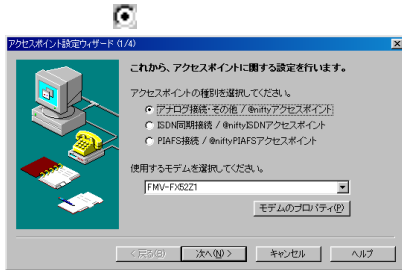 アクセスポイント設定ウィザード (1/4)
これから、アクセスポイントに関する設定を行います。
アクセスポイントの種別を選択してください。
アナログ接続・その他 / @niftyアクセスポイント
ISDN同期接続 / @niftyISDNアクセスポイント
PIAFS接続 / @niftyPIAFSアクセスポイント
使用するモデムを選択してください。
FMV-FX52Z1
モデムのプロパティ(P)
< 戻る(B)
次へ(N) >
キャンセル
ヘルプ